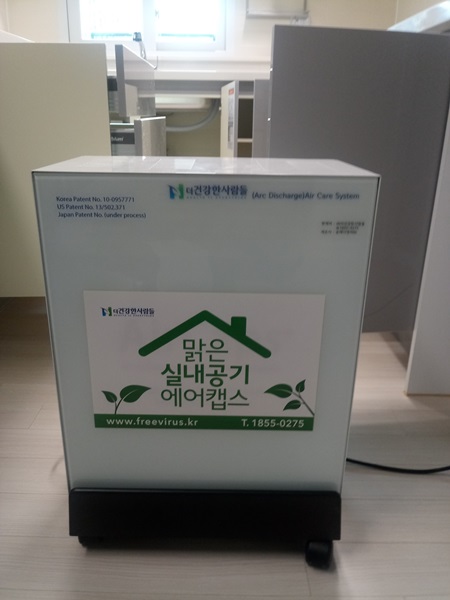 더건강한사람들 (Arc Discharge)Air Care System
Korea Patent No. 10-0957771
US Patent No. 13/502,371
Japan Patent No. (under process)
더건강한사람들
맑은
실내공기
에어캡스
www.freevirus.kr T. 1855-0275